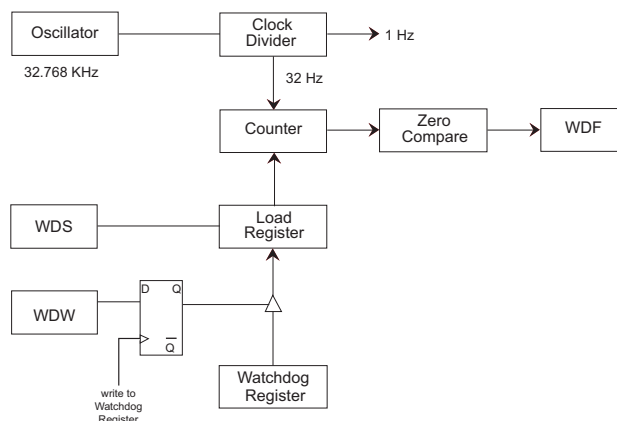 Oscillator
Clock
Divider
1 Hz
32.768 KHz
32 Hz
Counter
Zero
Compare
WDF
WDS
Load
Register
D Q
WDW
Q
write to
Watchdog
Register
Watchdog
Register